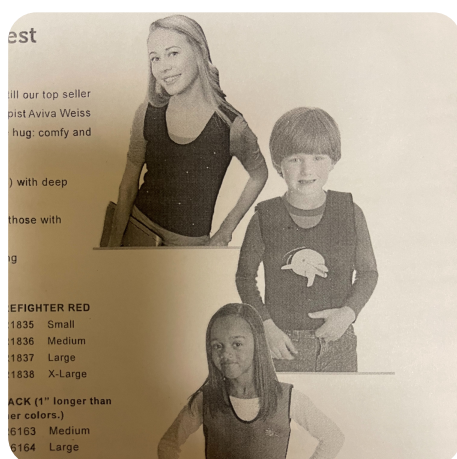 est
till our top seller
pist Aviva Weiss
hug: comfy and
) with deep
those with
ng
EFIGHTER RED
1835 Small
1836 Medium
1837 Large
1838 X-Large
ACK (1" longer than
er colors.)
6163 Medium
6164 Large